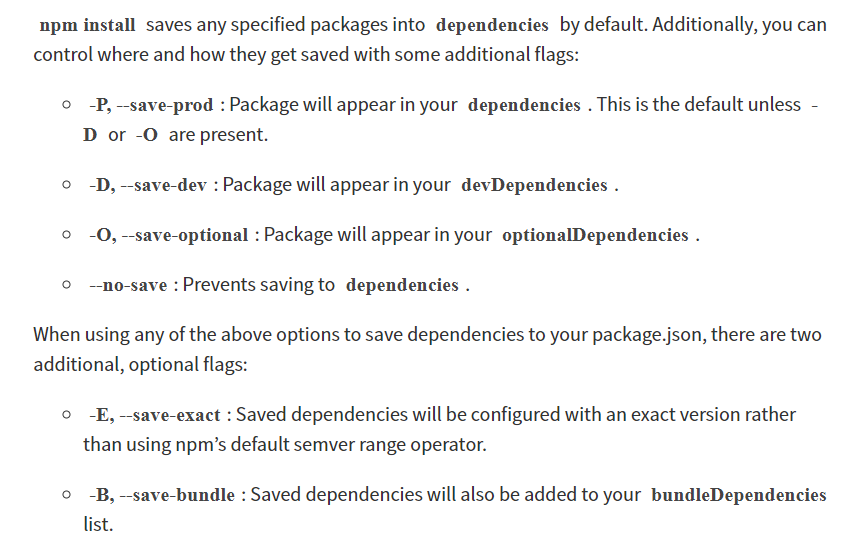 npm install saves any specified packages into dependencies by default. Additionally, you can
control where and how they get saved with some additional flags:
-P, --save-prod : Package will appear in your dependencies . This is the default unless -
D or -O are present.
-D, --save-dev : Package will appear in your devDependencies .
-O, --save-optional : Package will appear in your optionalDependencies .
--no-save : Prevents saving to dependencies .
When using any of the above options to save dependencies to your package.json, there are two
additional, optional flags:
-E, --save-exact : Saved dependencies will be configured with an exact version rather
than using npm’s default semver range operator.
-B, --save-bundle : Saved dependencies will also be added to your bundleDependencies
list.